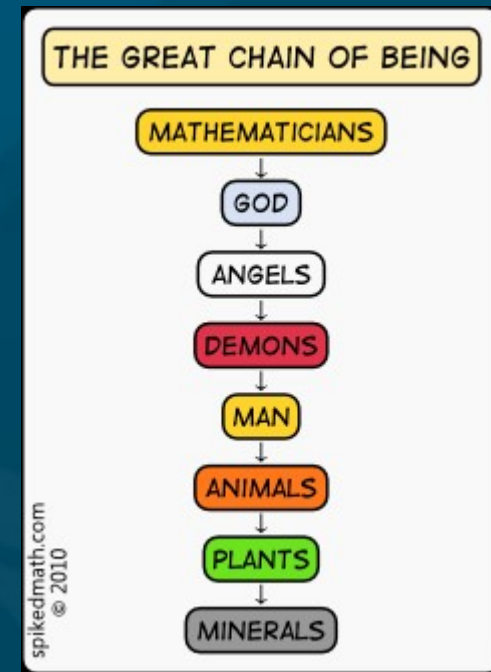 THE GREAT CHAIN OF BEING
MATHEMATICIANS
GOD
ANGELS
DEMONS
MAN
ANIMALS
PLANTS
MINERALS
spikedmath.com
© 2010